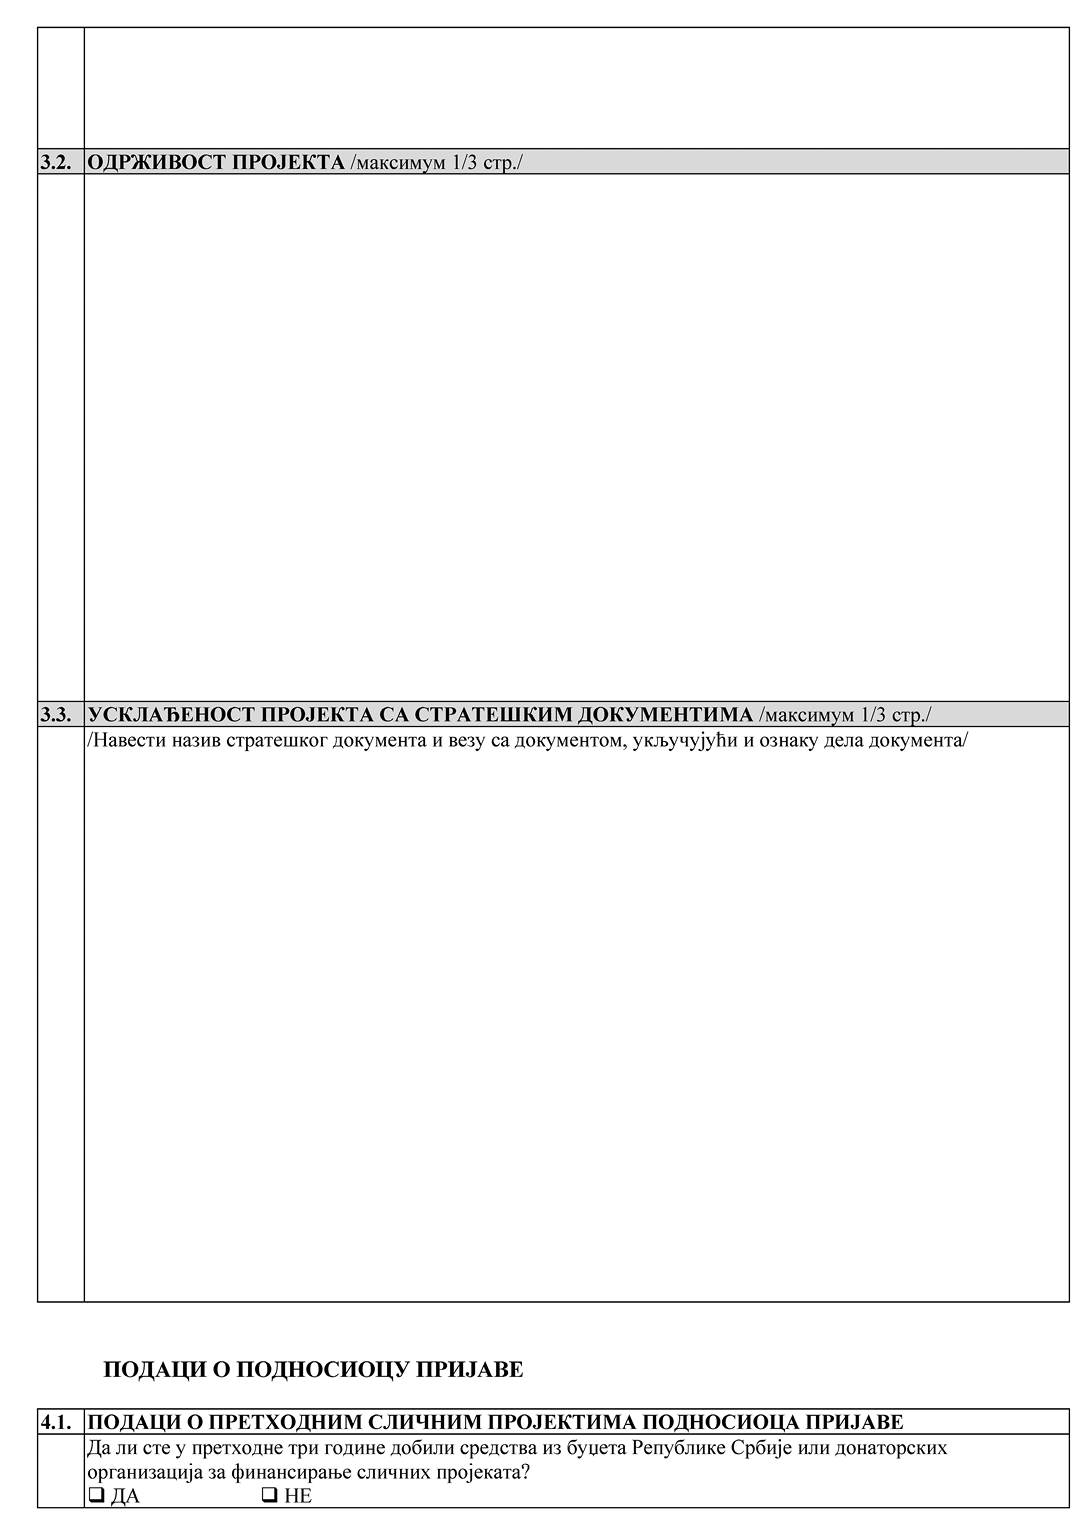 3.2. ОДРЖИВОСТ ПРОЈЕКТА /максимум 1/3 стр./
3.3. УСКЛАЂЕНОСТ ПРОЈЕКТА СА СТРАТЕШКИМ ДОКУМЕНТИМА /максимум 1/3 стр./
/Навести назив стратешког документа и везу са документом, укључујући и ознаку дела документа/
ПОДАЦИ О ПОДНОСИОЦУ ПРИЈАВЕ
4.1. ПОДАЦИ О ПРЕТХОДНИМ СЛИЧНИМ ПРОЈЕКТИМА ПОДНОСИОЦА ПРИЈАВЕ
Да ли сте у претходне три године добили средства из буџета Републике Србије или донаторских
организација за финансирање сличних пројеката?
❑ ДА ❑ НЕ